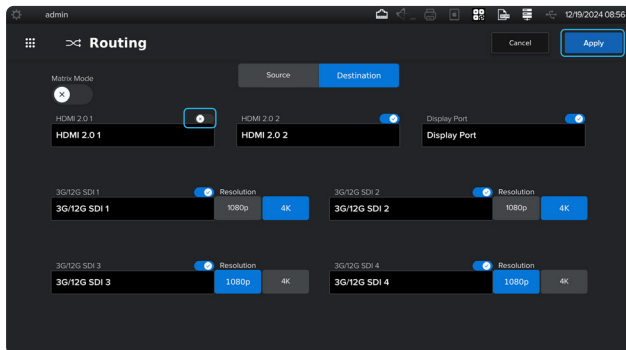 admin
12/19/2024 08:56
Routing
Cancel
Apply
Matrix Mode
Source
Destination
HDMI 2.0 1
HDMI 2.0 2
Display Port
HDMI 2.0 1
HDMI 2.0 2
Display Port
3G/12G SDI 1
Resolution
3G/12G SDI 2
Resolution
3G/12G SDI 1
1080p
4K
3G/12G SDI 2
1080p
4K
3G/12G SDI 3
Resolution
3G/12G SDI 4
Resolution
3G/12G SDI 3
1080p
4K
3G/12G SDI 4
1080p
4K